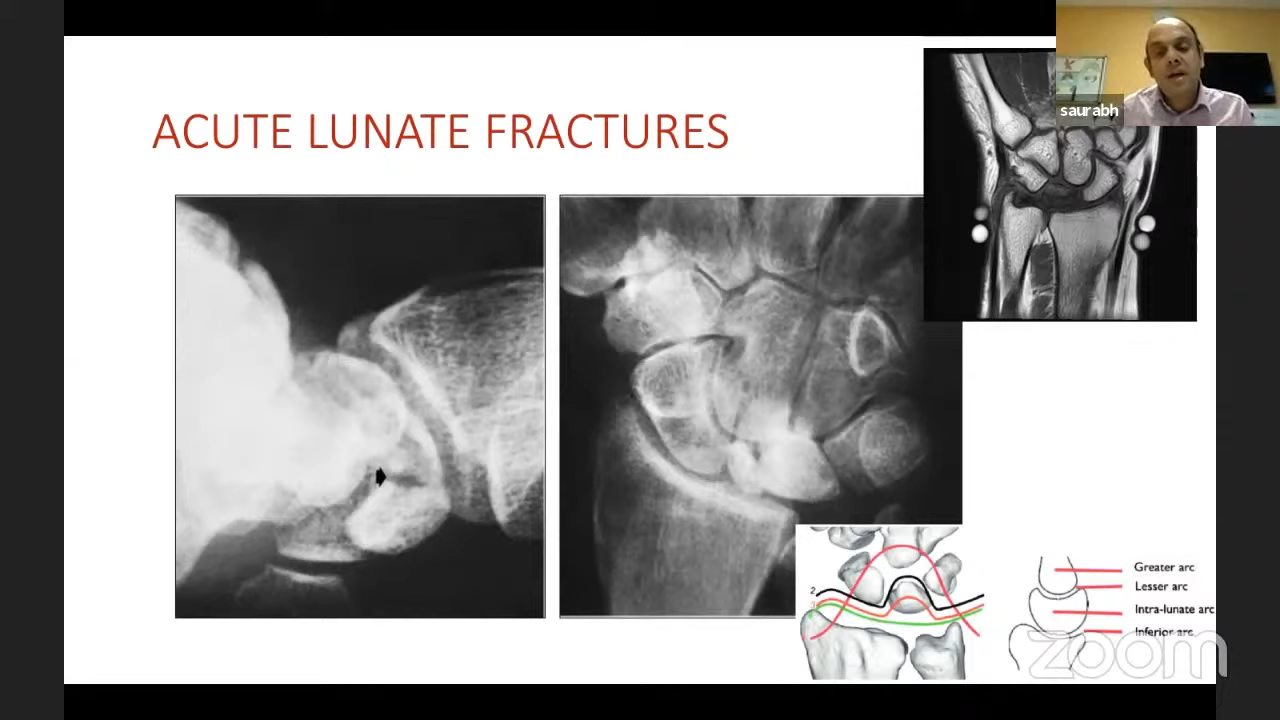 saurabh
ACUTE LUNATE FRACTURES
2
Greater arc
Lesser arc
Intra-lunate arc
Inferior arc
zoom